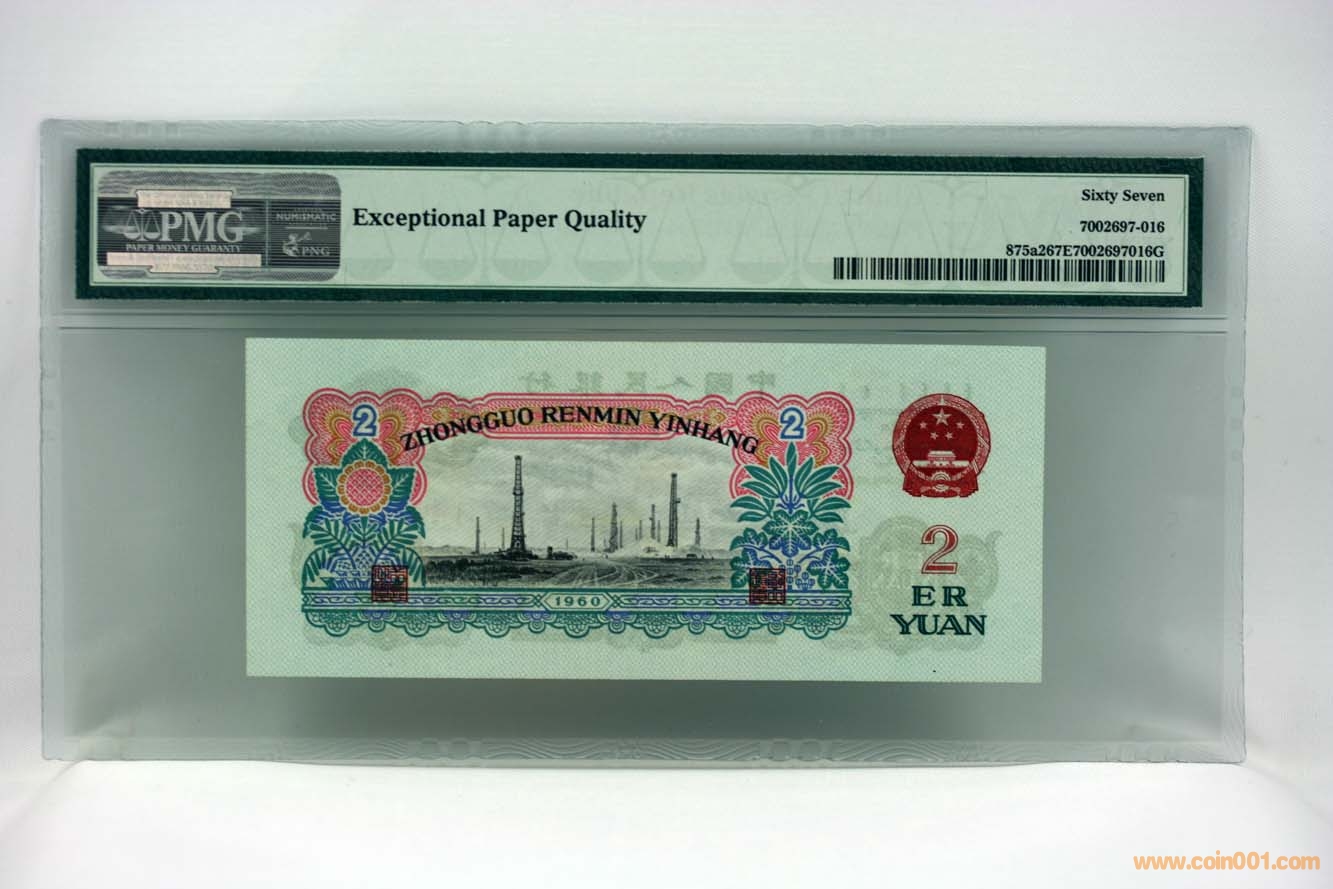 PMG
PAPER MONEY GUARANTY
NUMISMATIC
PNG
Exceptional Paper Quality
Sixty Seven
7002697-016
875a267E7002697016G
2
ZHONGGUO RENMIN YINHANG
2
1960
2
ER
YUAN
www.coin001.com